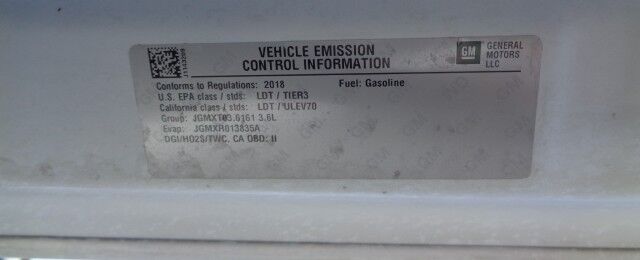 VEHICLE EMISSION
CONTROL INFORMATION
GM
GENERAL
MOTORS
LLC
Conforms to Regulations: 2018 Fuel: Gasoline
U.S. EPA class / stds: LDT / TIER3
California class / stds: LDT / ULEV70
Group: JGMXT03.6161 3.6L
Evap: JGMXR013835A
DGI/HO2S/TWC, CA OBD: II